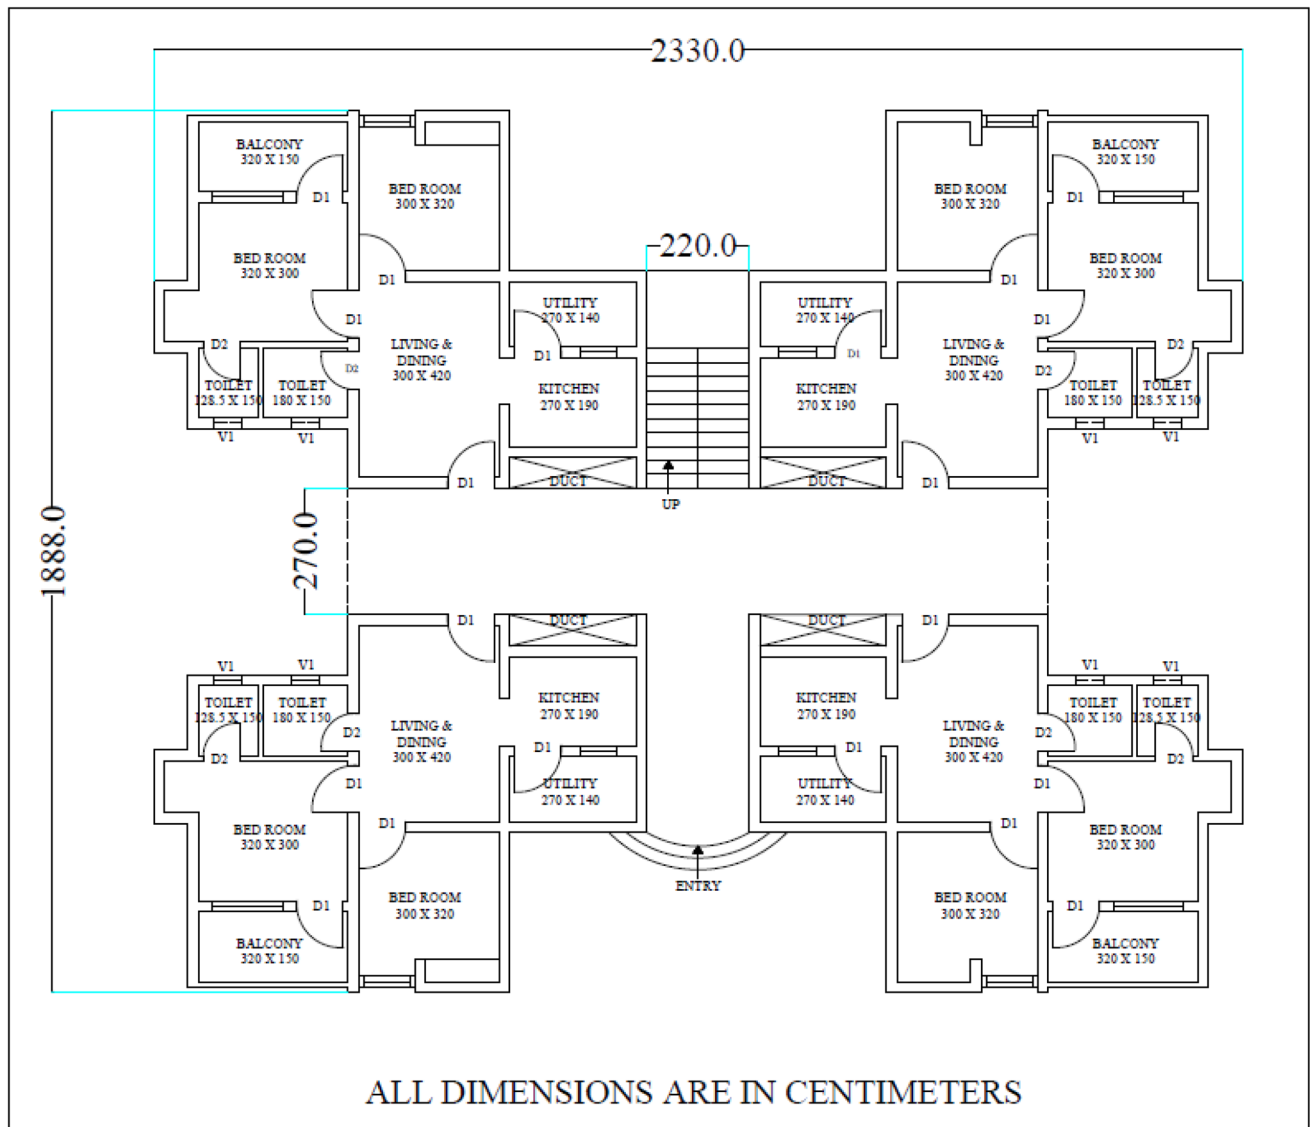 2330.0
BALCONY
320 X 150
D1
BED ROOM
300 X 320
BED ROOM
300 X 320
BALCONY
320 X 150
D1
220.0
BED ROOM
320 X 300
D1
D1
BED ROOM
320 X 300
UTILITY
270 X 140
UTILITY
270 X 140
D1
D1
D2
LIVING &
DINING
300 X 420
D1
D1
LIVING &
DINING
300 X 420
D2
D2
D2
TOILET
128.5 X 150
TOILET
180 X 150
KITCHEN
270 X 190
KITCHEN
270 X 190
TOILET
180 X 150
TOILET
128.5 X 150
V1
V1
V1
V1
D1
DUCT
DUCT
D1
UP
1888.0
270.0
D1
DUCT
DUCT
D1
V1
V1
V1
V1
TOILET
128.5 X 150
TOILET
180 X 150
KITCHEN
270 X 190
KITCHEN
270 X 190
TOILET
180 X 150
TOILET
128.5 X 150
D2
D2
LIVING &
DINING
300 X 420
D1
D1
LIVING &
DINING
300 X 420
D2
D2
D1
UTILITY
270 X 140
UTILITY
270 X 140
D1
BED ROOM
320 X 300
D1
D1
BED ROOM
320 X 300
ENTRY
D1
BED ROOM
300 X 320
BED ROOM
300 X 320
D1
BALCONY
320 X 150
BALCONY
320 X 150
ALL DIMENSIONS ARE IN CENTIMETERS